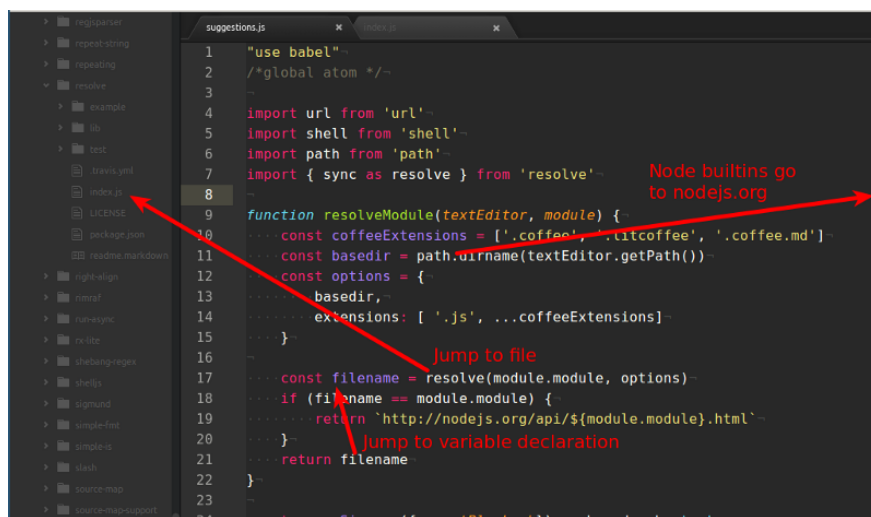 regjsparser
repeat-string
repeating
resolve
example
lib
test
.travis.yml
index.js
LICENSE
package.json
readme.markdown
right-align
rimraf
run-async
rx-lite
shebang-regex
shelljs
sigmund
simple-fmt
simple-is
slash
source-map
source-map-support
suggestions.js
index.js
1 "use babel"
2 /*global atom */
3
4 import url from 'url'
5 import shell from 'shell'
6 import path from 'path'
7 import { sync as resolve } from 'resolve'
8
9 function resolveModule(textEditor, module) {
10 const coffeeExtensions = ['.coffee', '.litcoffee', '.coffee.md']
11 const basedir = path.dirname(textEditor.getPath())
12 const options = {
13 basedir,
14 extensions: [ '.js', ...coffeeExtensions]
15 }
16
17 const filename = resolve(module.module, options)
18 if (filename == module.module) {
19 return `http://nodejs.org/api/${module.module}.html`
20 }
21 return filename
22 }
23
Node builtins go
to nodejs.org
Jump to file
Jump to variable declaration